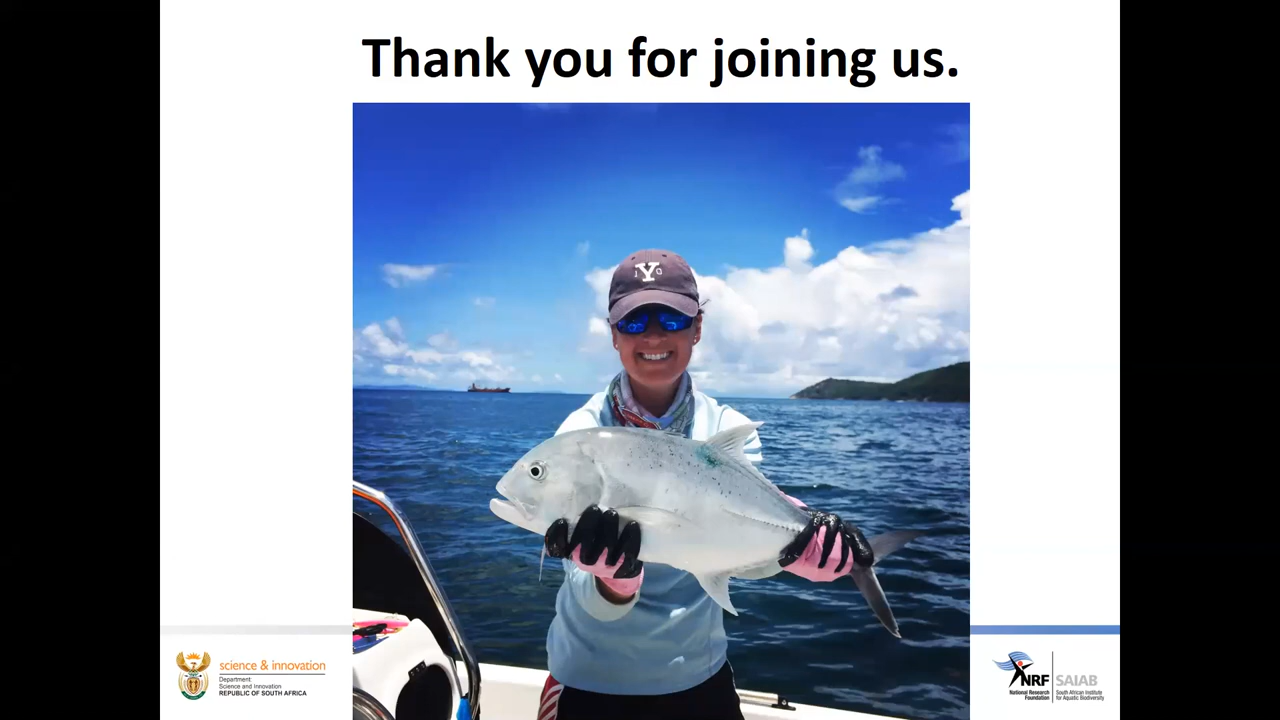 Thank you for joining us.
Y
science & innovation
Department:
Science and Innovation
REPUBLIC OF SOUTH AFRICA
NRF
National Research
Foundation
SAIAB
South African Institute
for Aquatic Biodiversity